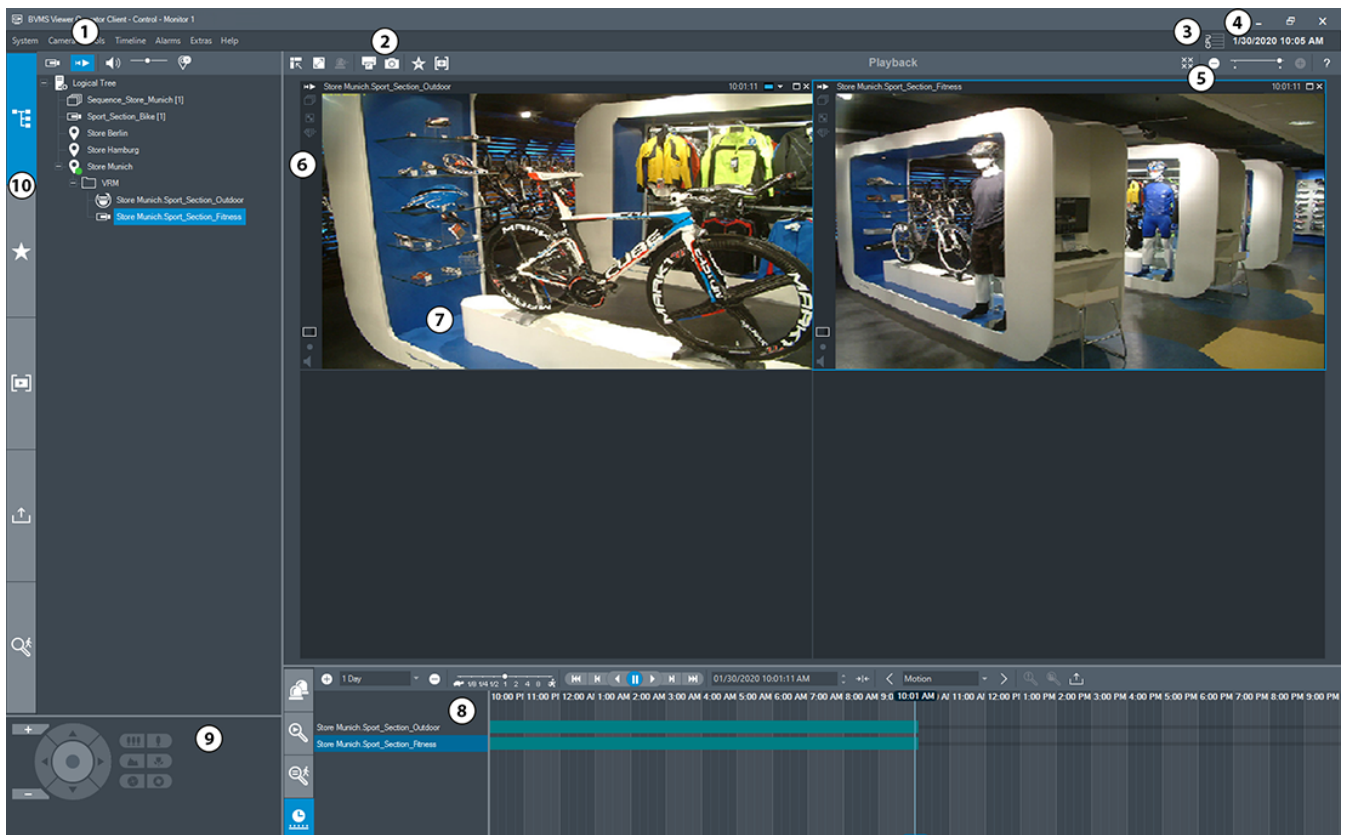 BVMS Viewer Operator Client - Control - Monitor 1
1
4
System Camera Tools Timeline Alarms Extras Help
2
3
1/30/2020 10:05 AM
Playback
5
?
Logical Tree
Sequence_Store_Munich [1]
Sport_Section_Bike [1]
Store Berlin
Store Hamburg
Store Munich
VRM
Store Munich.Sport_Section_Outdoor
Store Munich.Sport_Section_Fitness
10
Store Munich.Sport_Section_Outdoor 10:01:11
Store Munich.Sport_Section_Fitness 10:01:11
6
CUBE
7
1 Day
1/8 1/4 1/2 1 2 4 8
01/30/2020 10:01:11 AM
Motion
10:00 PM 11:00 PM 12:00 AM 1:00 AM 2:00 AM 3:00 AM 4:00 AM 5:00 AM 6:00 AM 7:00 AM 8:00 AM 9:0 10:01 AM AM 11:00 AM 12:00 PM 1:00 PM 2:00 PM 3:00 PM 4:00 PM 5:00 PM 6:00 PM 7:00 PM 8:00 PM 9:00 PM
8
Store Munich.Sport_Section_Outdoor
Store Munich.Sport_Section_Fitness
9